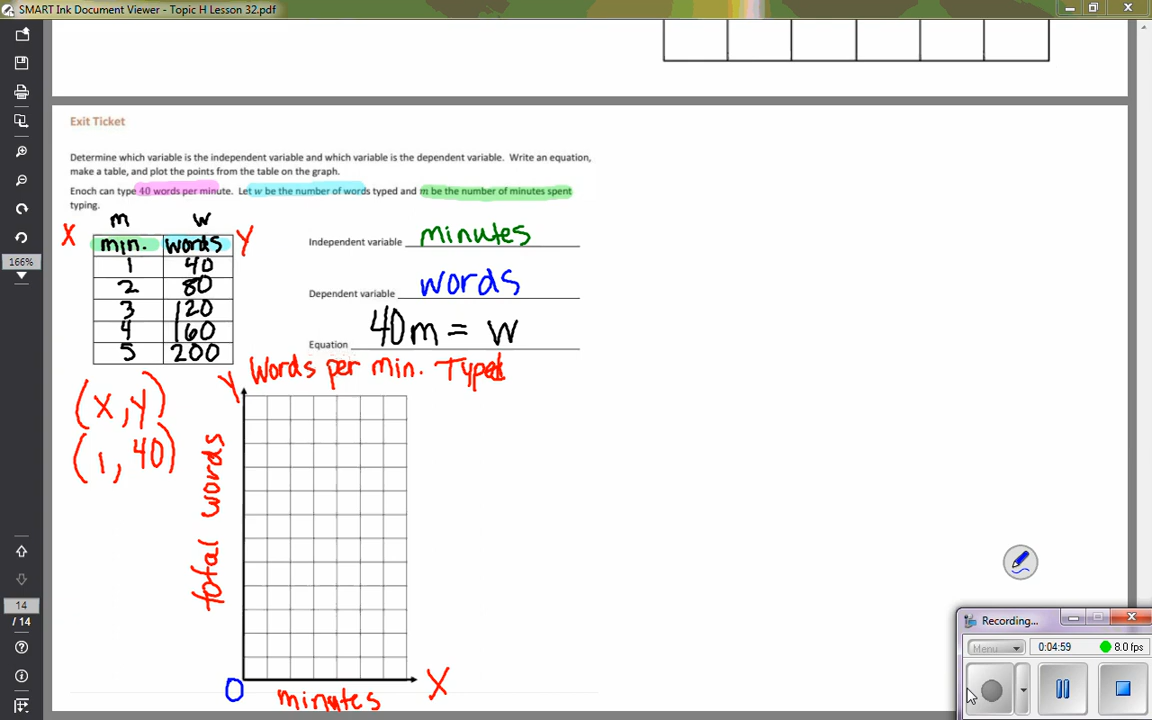 SMART Ink Document Viewer - Topic H Lesson 32.pdf
Exit Ticket
Determine which variable is the independent variable and which variable is the dependent variable. Write an equation,
make a table, and plot the points from the table on the graph.
Enoch can type 40 words per minute. Let w be the number of words typed and m be the number of minutes spent
typing.
m w
X min. words Y
1 40
2 80
3 120
4 160
5 200
Independent variable minutes
Dependent variable words
Equation 40m = w
Words per min. Typed
(X, y)
(1, 40)
Y
total words
0
minutes
X
166%
14
/ 14
Recording...
Menu
0:04:59
8.0 fps